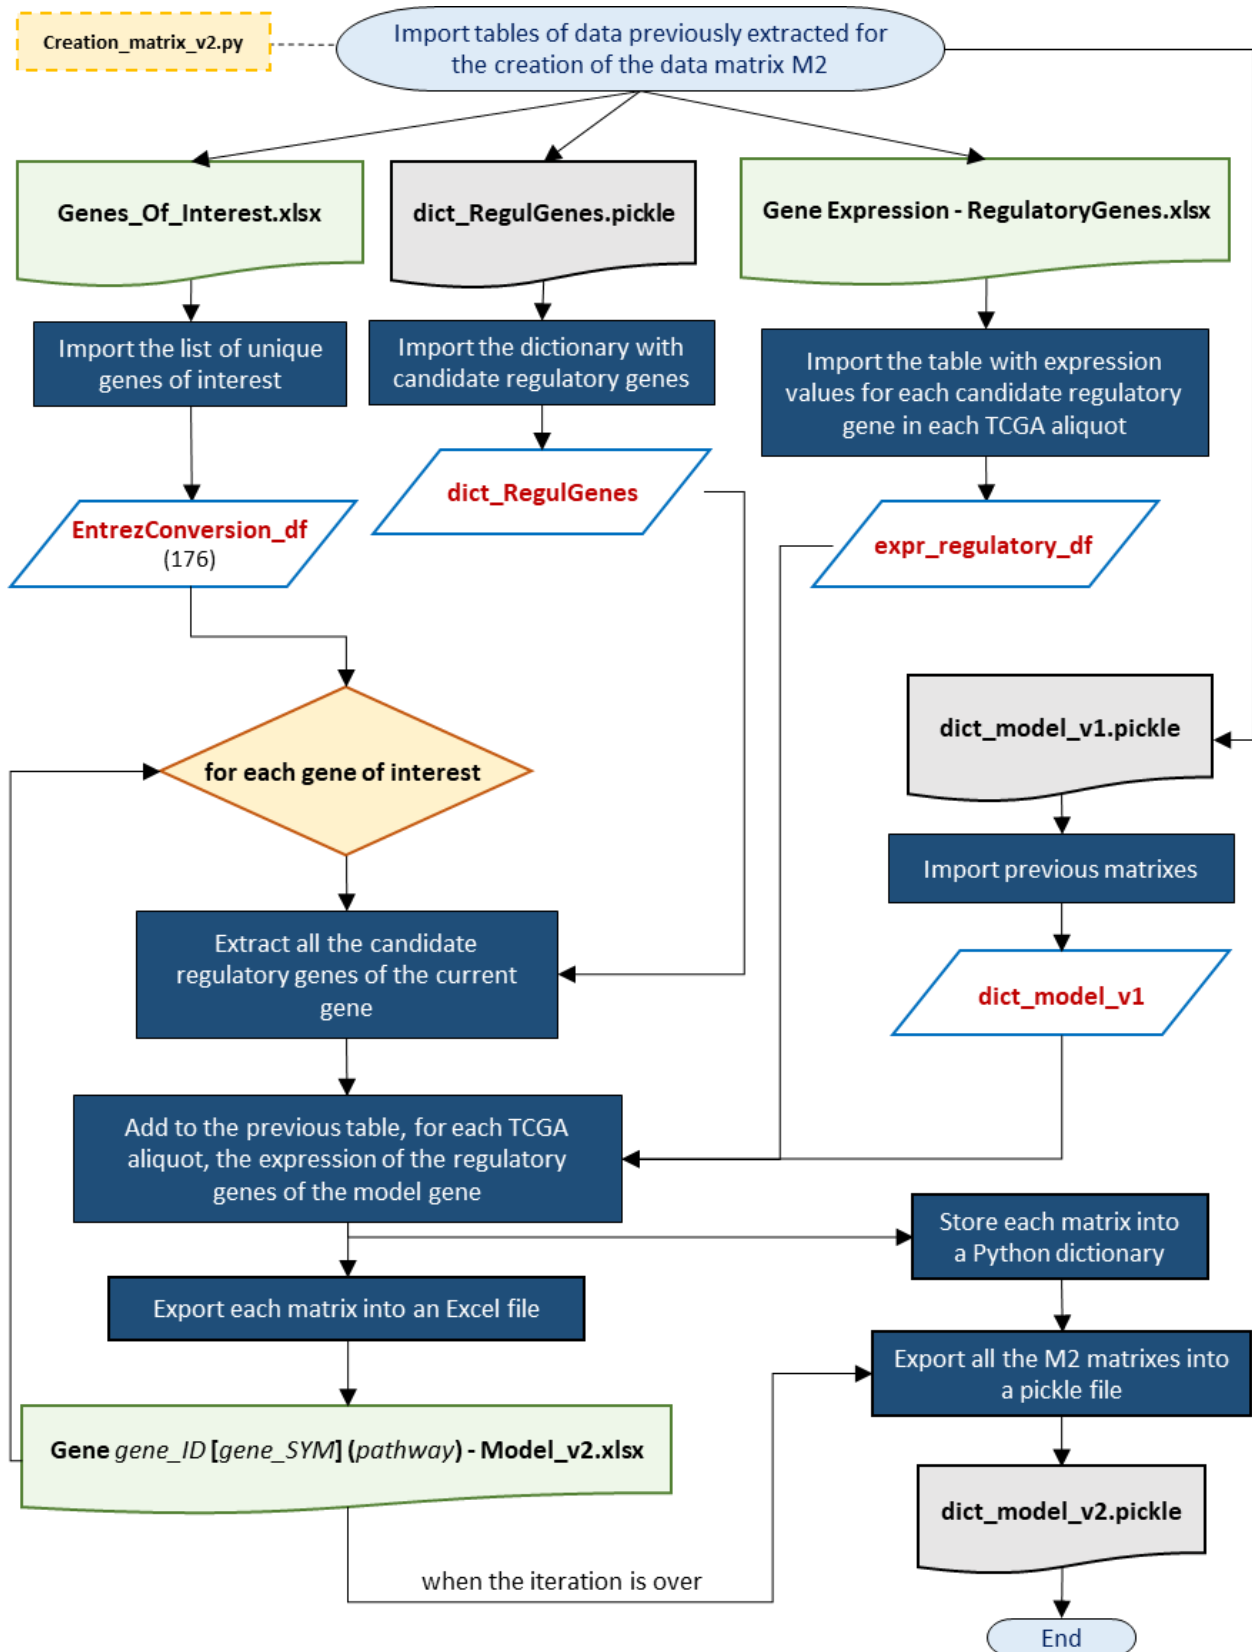 Creation_matrix_v2.py
Import tables of data previously extracted for
the creation of the data matrix M2
Genes_Of_Interest.xlsx
dict_RegulGenes.pickle
Gene Expression - RegulatoryGenes.xlsx
Import the list of unique
genes of interest
Import the dictionary with
candidate regulatory genes
Import the table with expression
values for each candidate regulatory
gene in each TCGA aliquot
EntrezConversion_df
(176)
dict_RegulGenes
expr_regulatory_df
for each gene of interest
dict_model_v1.pickle
Import previous matrixes
dict_model_v1
Extract all the candidate
regulatory genes of the current
gene
Add to the previous table, for each TCGA
aliquot, the expression of the regulatory
genes of the model gene
Store each matrix into
a Python dictionary
Export each matrix into an Excel file
Export all the M2 matrixes into
a pickle file
Gene gene_ID [gene_SYM] (pathway) - Model_v2.xlsx
dict_model_v2.pickle
when the iteration is over
End